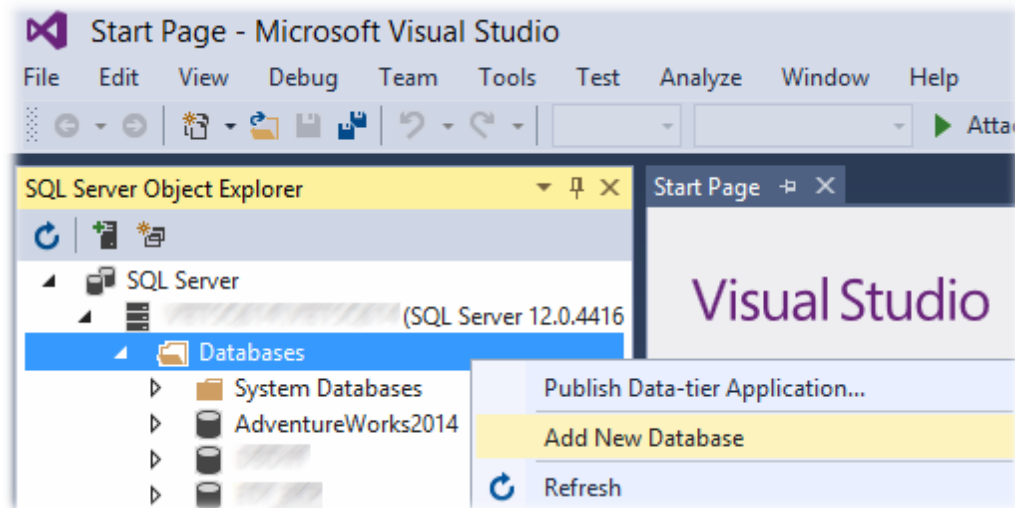 Start Page - Microsoft Visual Studio
File Edit View Debug Team Tools Test Analyze Window Help
Attac
SQL Server Object Explorer
Start Page
SQL Server
(SQL Server 12.0.4416
Visual Studio
Databases
System Databases
AdventureWorks2014
Publish Data-tier Application...
Add New Database
Refresh